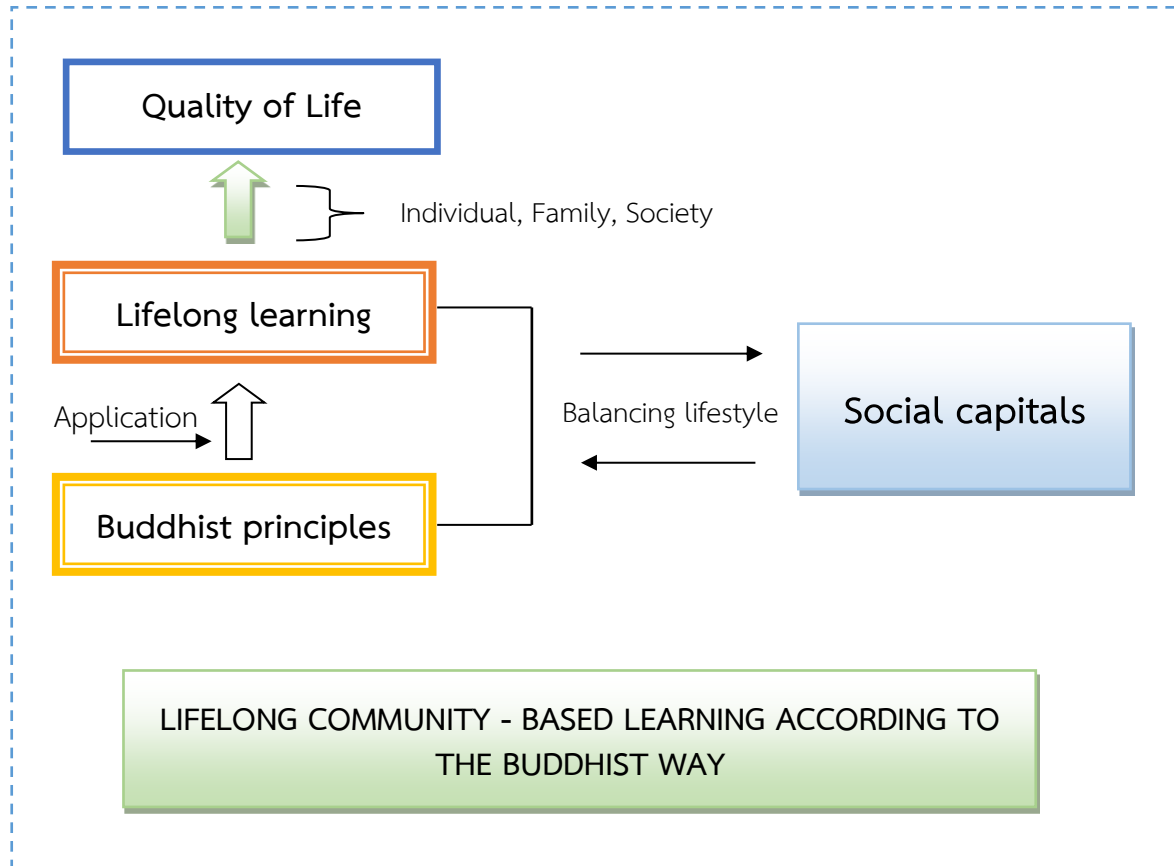 Quality of Life
Individual, Family, Society
Lifelong learning
Application
Balancing lifestyle
Social capitals
Buddhist principles
LIFELONG COMMUNITY - BASED LEARNING ACCORDING TO
THE BUDDHIST WAY